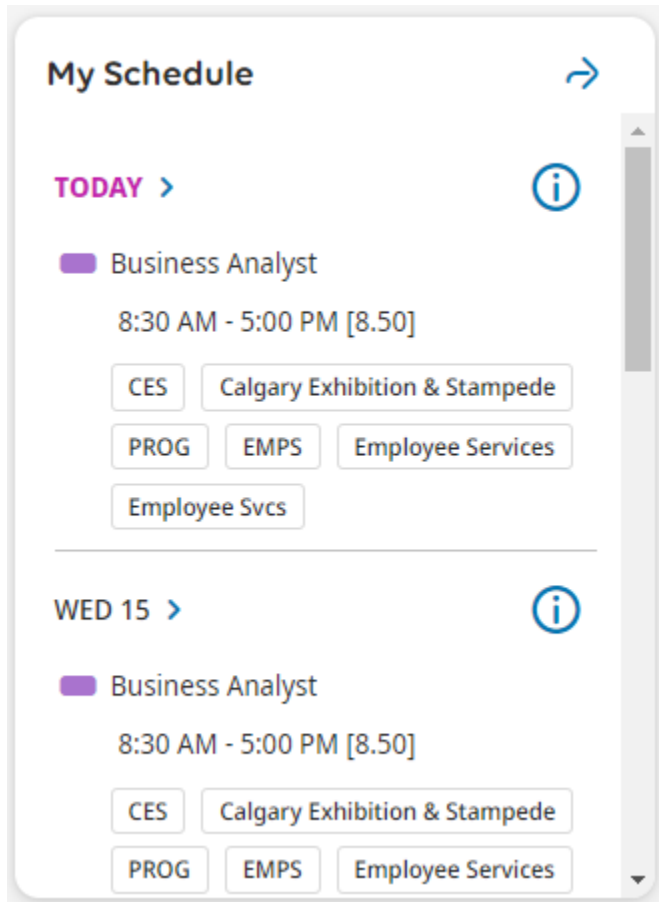 My Schedule
TODAY
Business Analyst
8:30 AM - 5:00 PM [8.50]
CES Calgary Exhibition & Stampede
PROG EMPS Employee Services
Employee Svcs
WED 15
Business Analyst
8:30 AM - 5:00 PM [8.50]
CES Calgary Exhibition & Stampede
PROG EMPS Employee Services